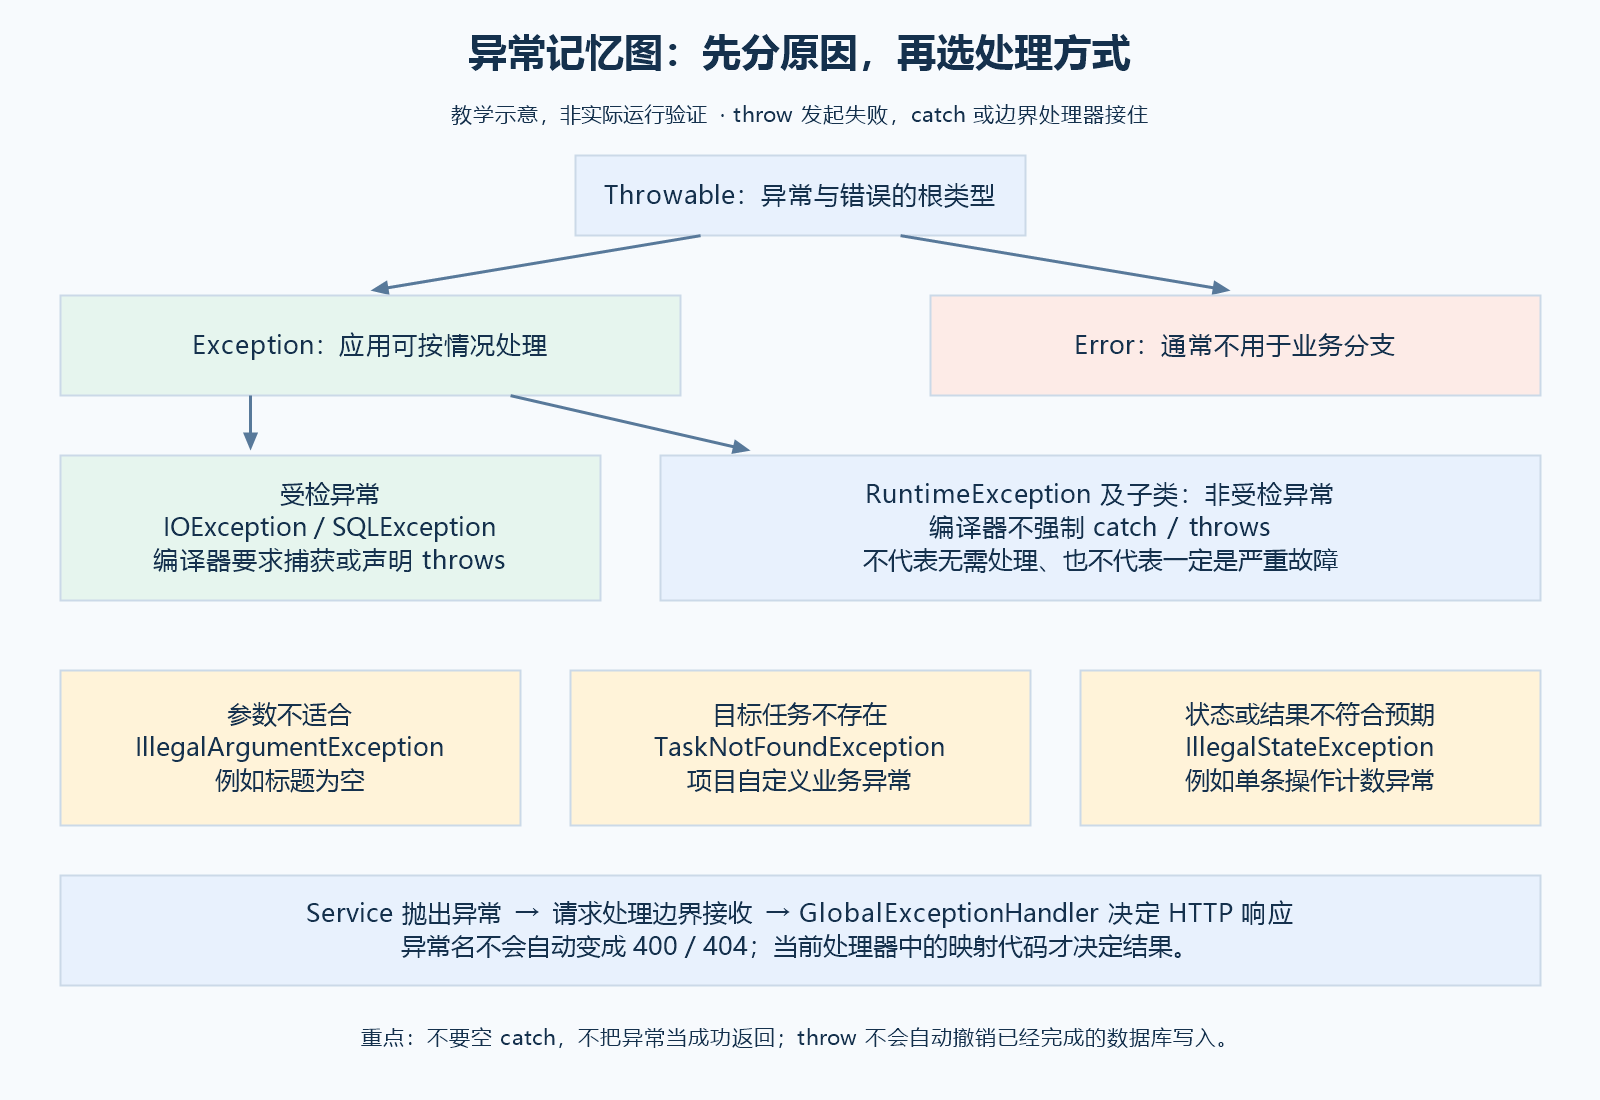 异常记忆图：先分原因，再选处理方式
教学示意，非实际运行验证 · throw 发起失败，catch 或边界处理器接住
Throwable：异常与错误的根类型
Exception：应用可按情况处理
Error：通常不用于业务分支
受检异常
IOException / SQLException
编译器要求捕获或声明 throws
RuntimeException 及子类：非受检异常
编译器不强制 catch / throws
不代表无需处理、也不代表一定是严重故障
参数不适合
IllegalArgumentException
例如标题为空
目标任务不存在
TaskNotFoundException
项目自定义业务异常
状态或结果不符合预期
IllegalStateException
例如单条操作计数异常
Service 抛出异常 → 请求处理边界接收 → GlobalExceptionHandler 决定 HTTP 响应
异常名不会自动变成 400 / 404；当前处理器中的映射代码才决定结果。
重点：不要空 catch，不把异常当成功返回；throw 不会自动撤销已经完成的数据库写入。